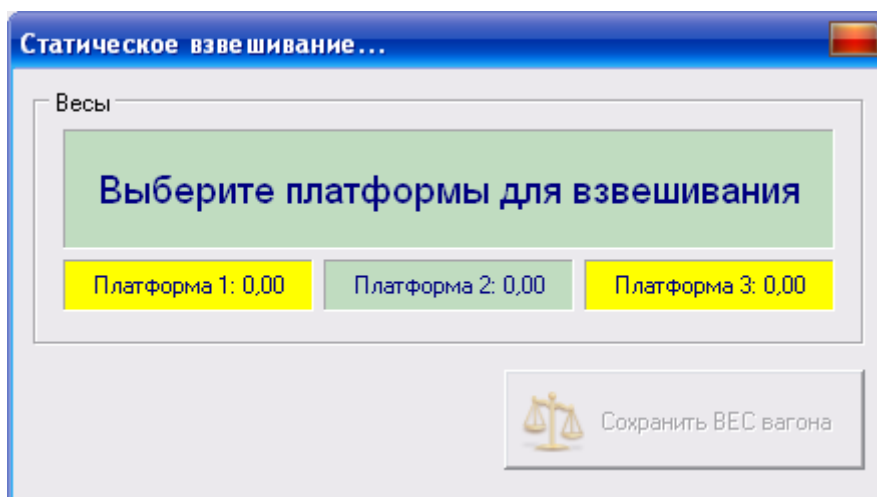 Статическое взвешивание...
Весы
Выберите платформы для взвешивания
Платформа 1: 0,00 Платформа 2: 0,00 Платформа 3: 0,00
Сохранить ВЕС вагона